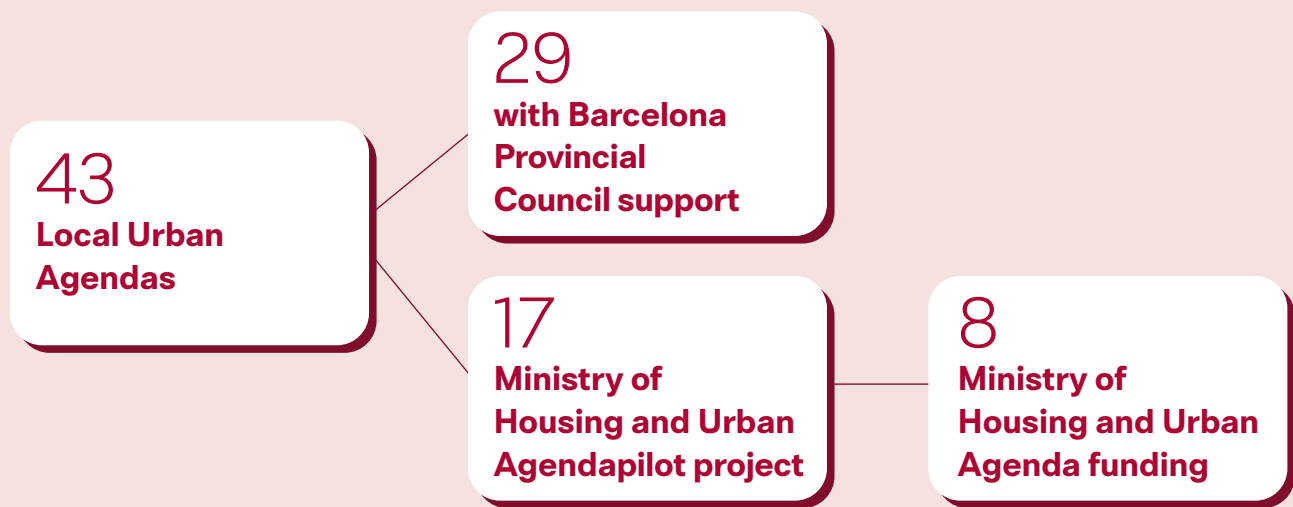 43
Local Urban
Agendas
29
with Barcelona
Provincial
Council support
17
Ministry of
Housing and Urban
Agendapilot project
8
Ministry of
Housing and Urban
Agenda funding